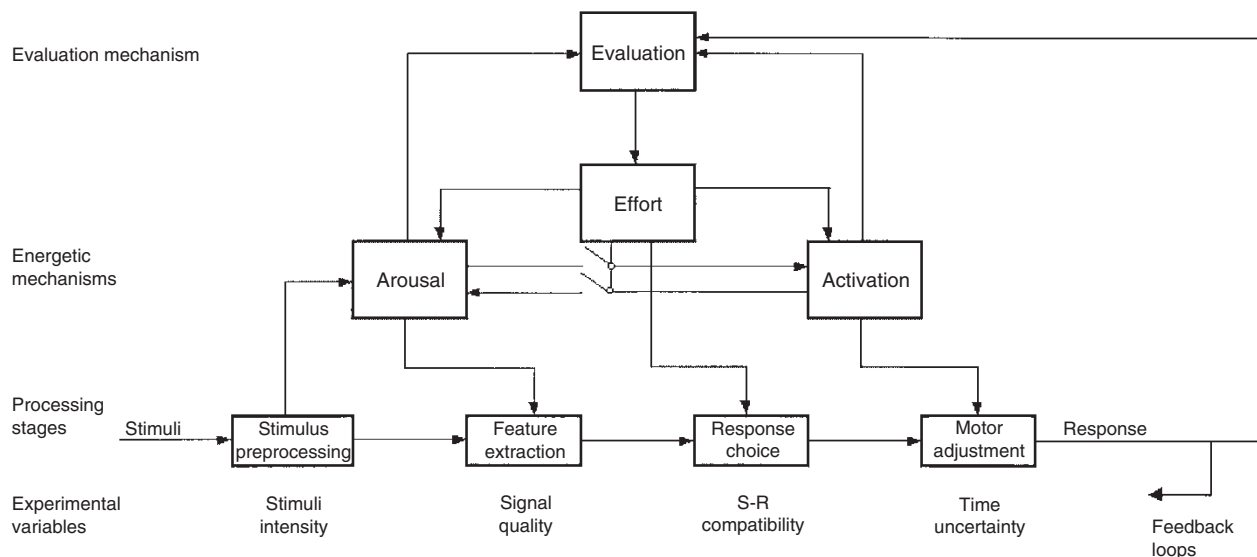 Evaluation mechanism
Evaluation
Effort
Energetic
mechanisms
Arousal
Activation
Processing
stages
Stimuli
Stimulus
preprocessing
Feature
extraction
Response
choice
Motor
adjustment
Response
Experimental
variables
Stimuli
intensity
Signal
quality
S-R
compatibility
Time
uncertainty
Feedback
loops